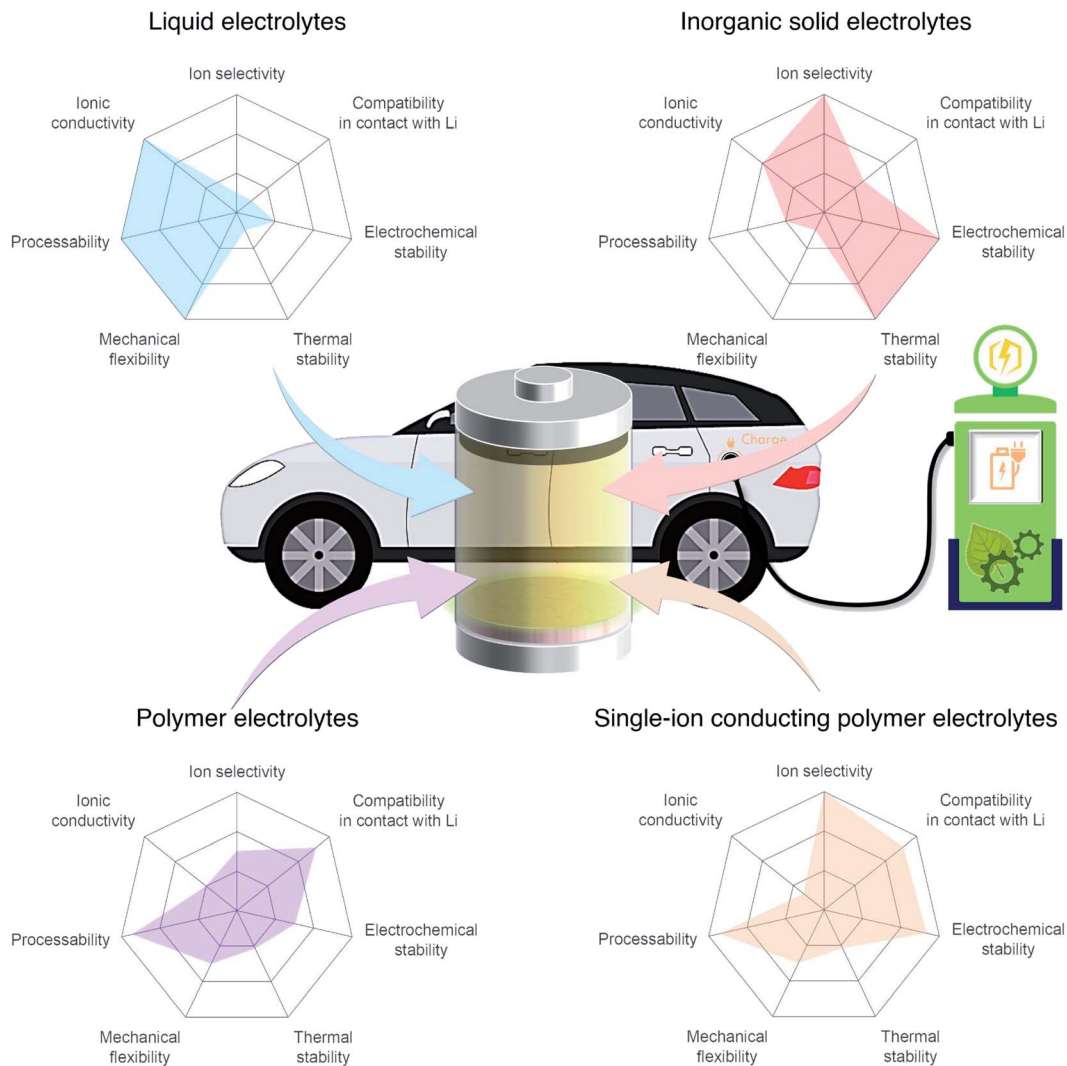 Liquid electrolytes
Ion selectivity
Ionic
conductivity
Compatibility
in contact with Li
Processability
Electrochemical
stability
Mechanical
flexibility
Thermal
stability
Inorganic solid electrolytes
Ion selectivity
Ionic
conductivity
Compatibility
in contact with Li
Processability
Electrochemical
stability
Mechanical
flexibility
Thermal
stability
Charge
Polymer electrolytes
Ion selectivity
Ionic
conductivity
Compatibility
in contact with Li
Processability
Electrochemical
stability
Mechanical
flexibility
Thermal
stability
Single-ion conducting polymer electrolytes
Ion selectivity
Ionic
conductivity
Compatibility
in contact with Li
Processability
Electrochemical
stability
Mechanical
flexibility
Thermal
stability